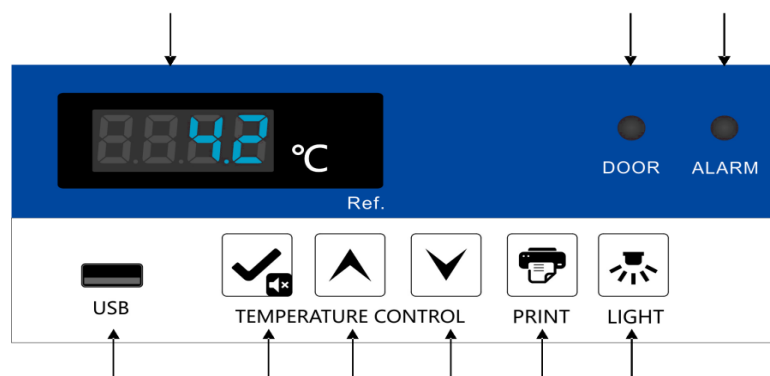 4.2 °C
DOOR ALARM
Ref.
USB TEMPERATURE CONTROL PRINT LIGHT